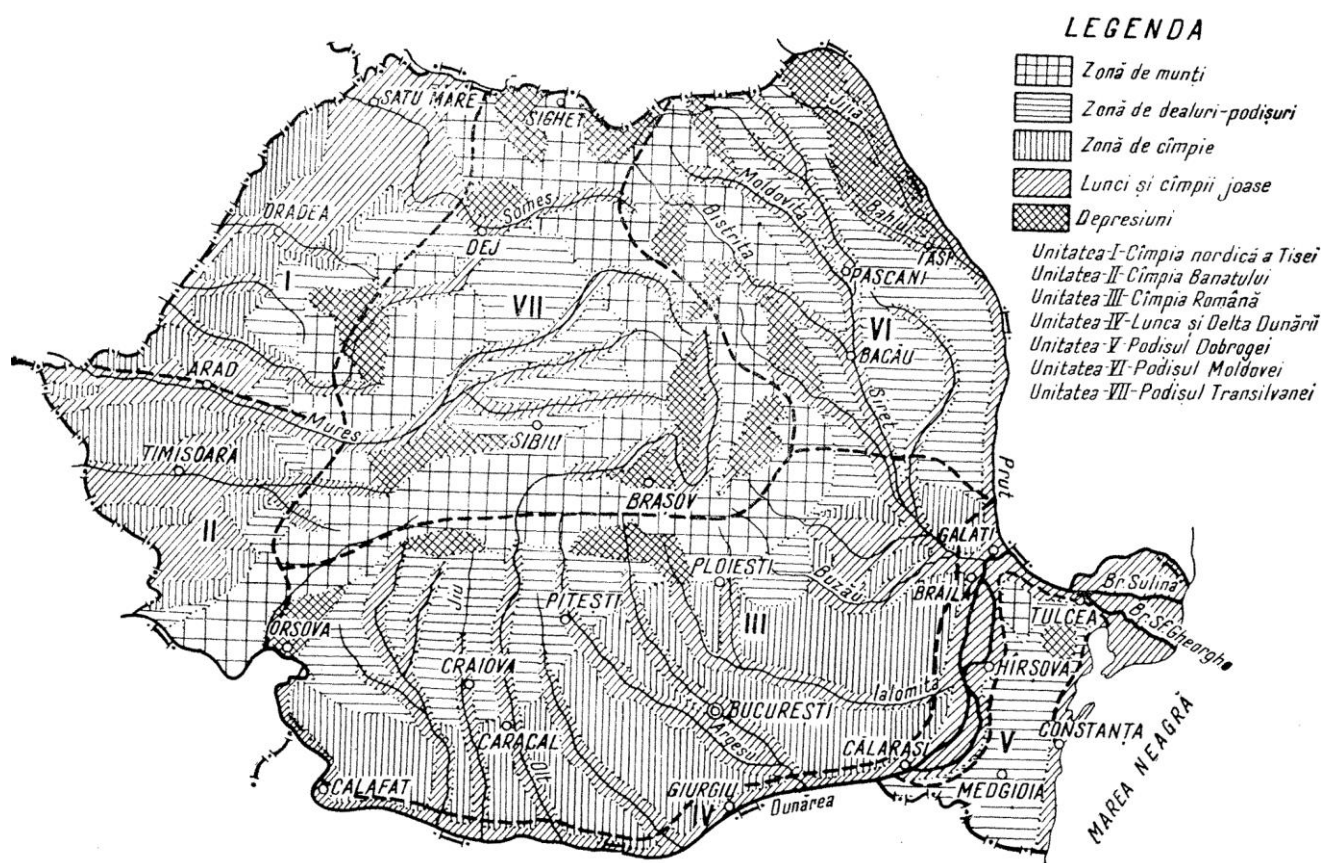 LEGENDA
Zonă de munți
Zonă de dealuri-podișuri
Zonă de cîmpie
Lunci și cîmpii joase
Depresiuni
Unitatea-I-Cîmpia nordică a Tisei
Unitatea-II-Cîmpia Banatului
Unitatea-III-Cîmpia Română
Unitatea-IV-Lunca și Delta Dunării
Unitatea-V-Podisul Dobrogei
Unitatea-VI-Podișul Moldovei
Unitatea-VII-Podișul Transilvanei
SATU MARE
SIGHET
Jijia
ORADEA
Someș
DEJ
Moldovița
Bistrița
Bahlui
IAȘI
PAȘCANI
I
VII
VI
BACĂU
ARAD
Mureș
Siret
SIBIU
TIMISOARA
Prut
BRAȘOV
II
GALAȚI
PLOIEȘTI
Buzău
BRĂILA
Br. Sulina
Jiu
PITEȘTI
TULCEA
Br. Sf Gheorghe
ORȘOVA
III
HÎRȘOVA
CRAIOVA
Ialomița
BUCUREȘTI
CARACAL
Argeș
CONSTANȚA
V
CĂLĂRAȘI
Olt
CALAFAT
GIURGIU
MEDGIDIA
IV
Dunărea
MAREA NEAGRĂ